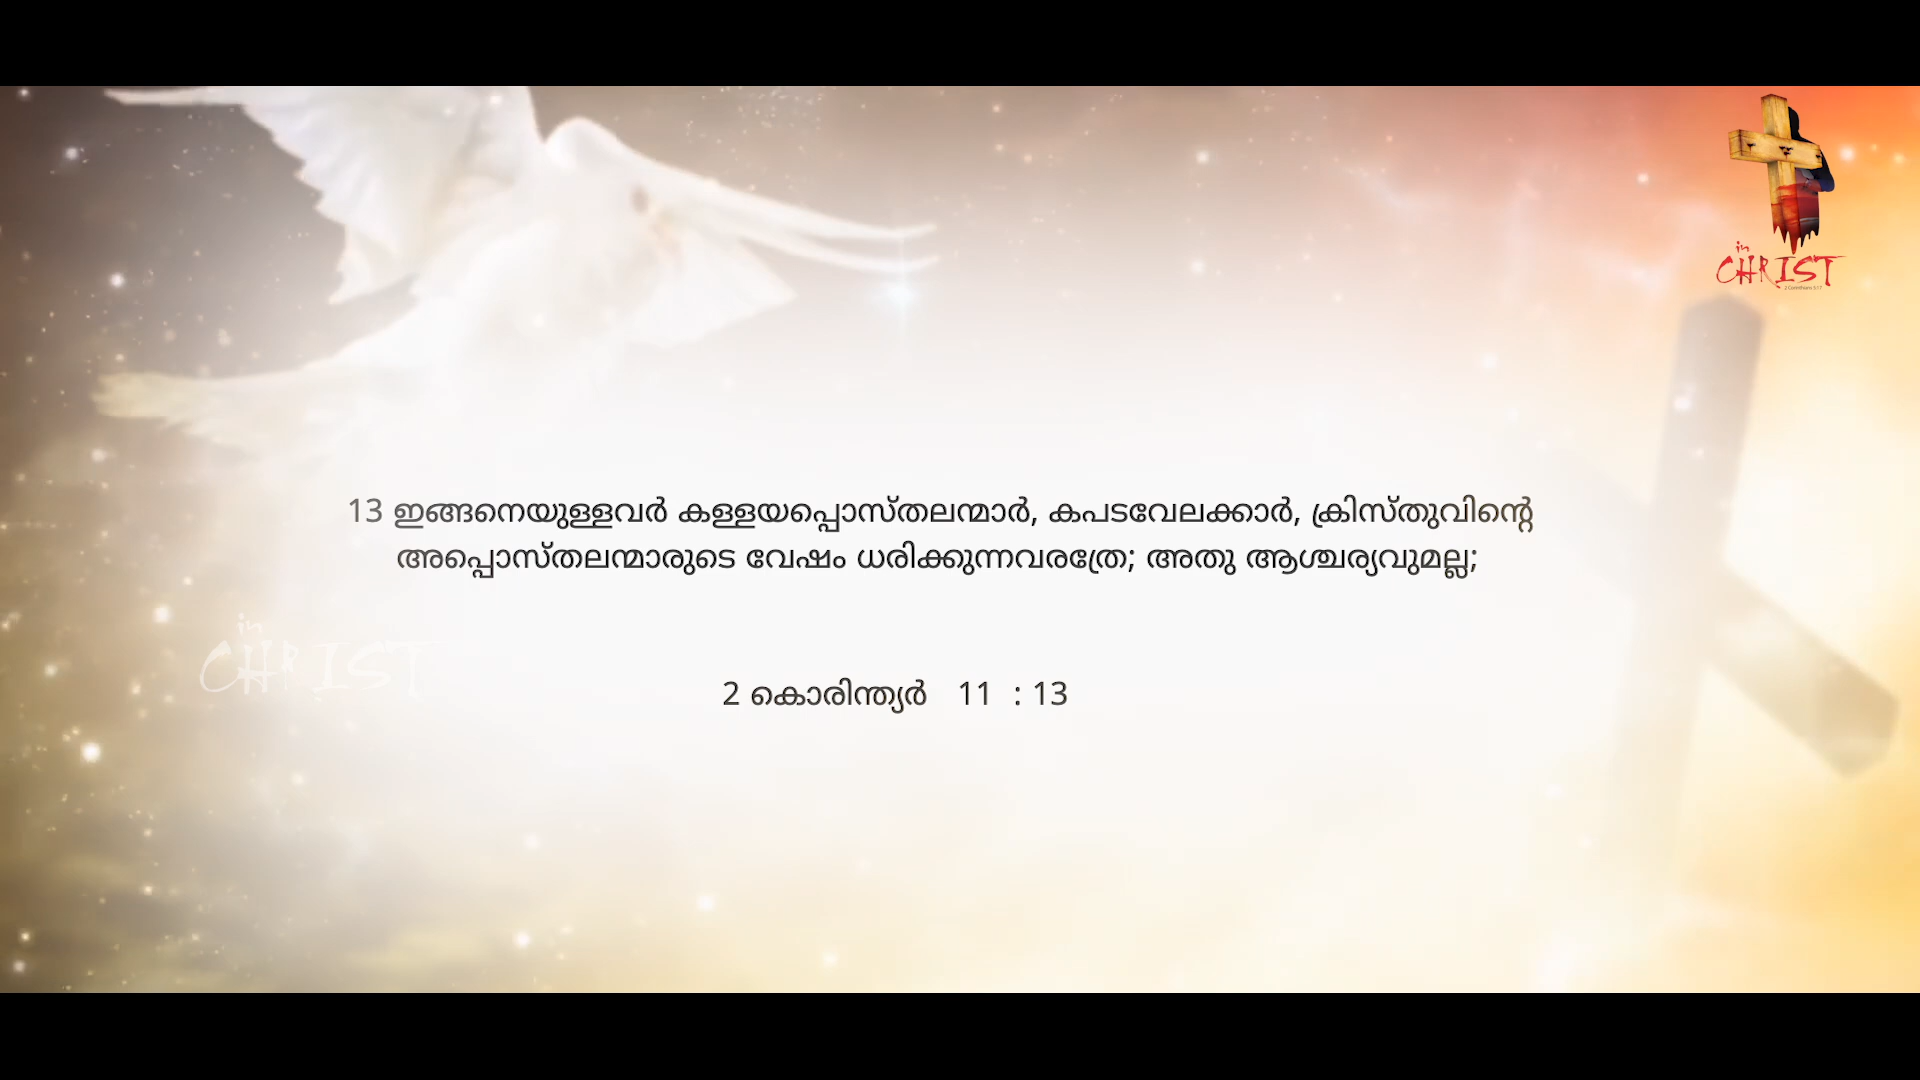 in
CHRIST
13 ഇങ്ങനെയുള്ളവർ കള്ളയപ്പൊസ്തലന്മാർ, കപടവേലക്കാർ, ക്രിസ്തുവിന്റെ
അപ്പൊസ്തലന്മാരുടെ വേഷം ധരിക്കുന്നവരത്രേ; അതു ആശ്ചര്യവുമല്ല;
in
CHRIST
2 കൊരിന്ത്യർ 11 : 13